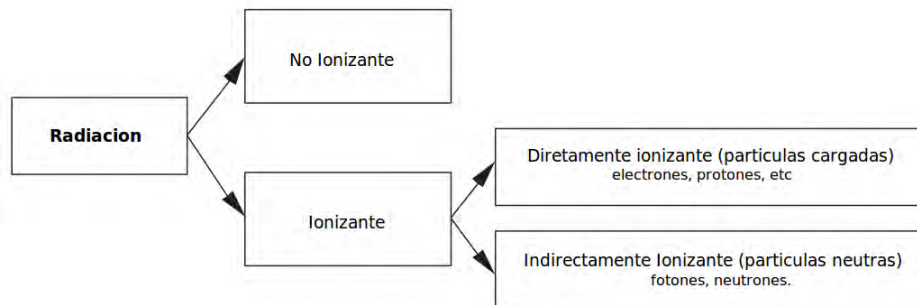 No Ionizante
Radiacion
Diretamente ionizante (particulas cargadas)
electrones, protones, etc
Ionizante
Indirectamente Ionizante (particulas neutras)
fotones, neutrones.